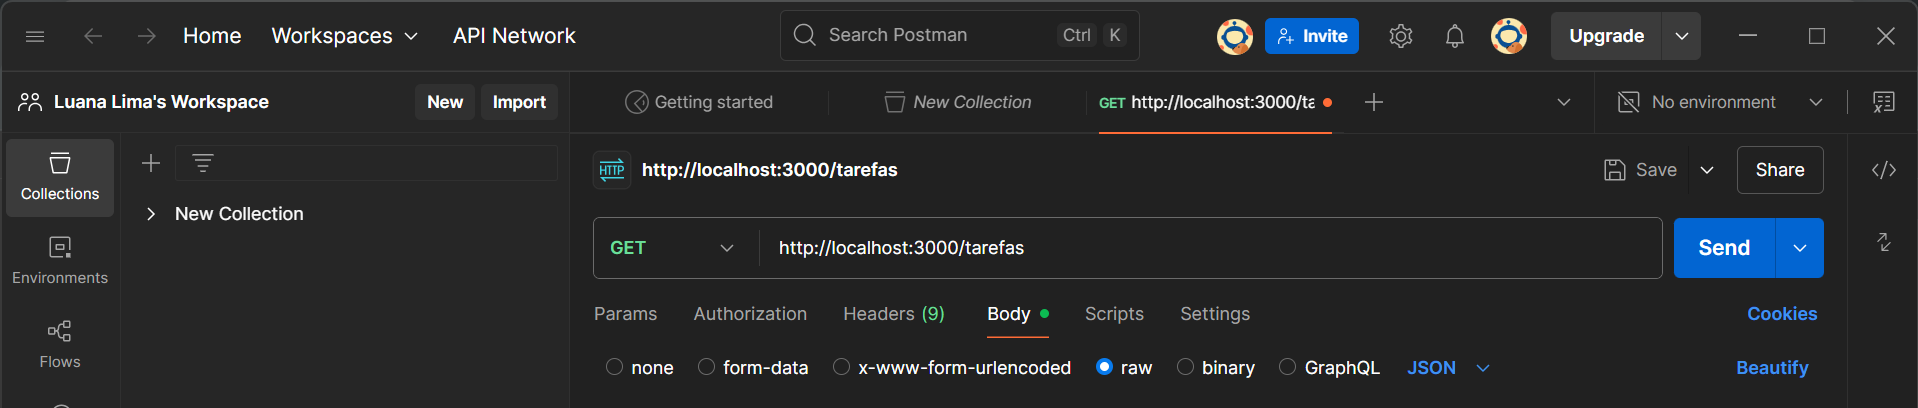 Home Workspaces API Network Search Postman Ctrl K Invite Upgrade
Luana Lima's Workspace New Import Getting started New Collection GET http://localhost:3000/ta No environment
HTTP http://localhost:3000/tarefas Save Share
Collections
New Collection
GET http://localhost:3000/tarefas Send
Environments
Params Authorization Headers (9) Body Scripts Settings Cookies
Flows
none form-data x-www-form-urlencoded raw binary GraphQL JSON Beautify